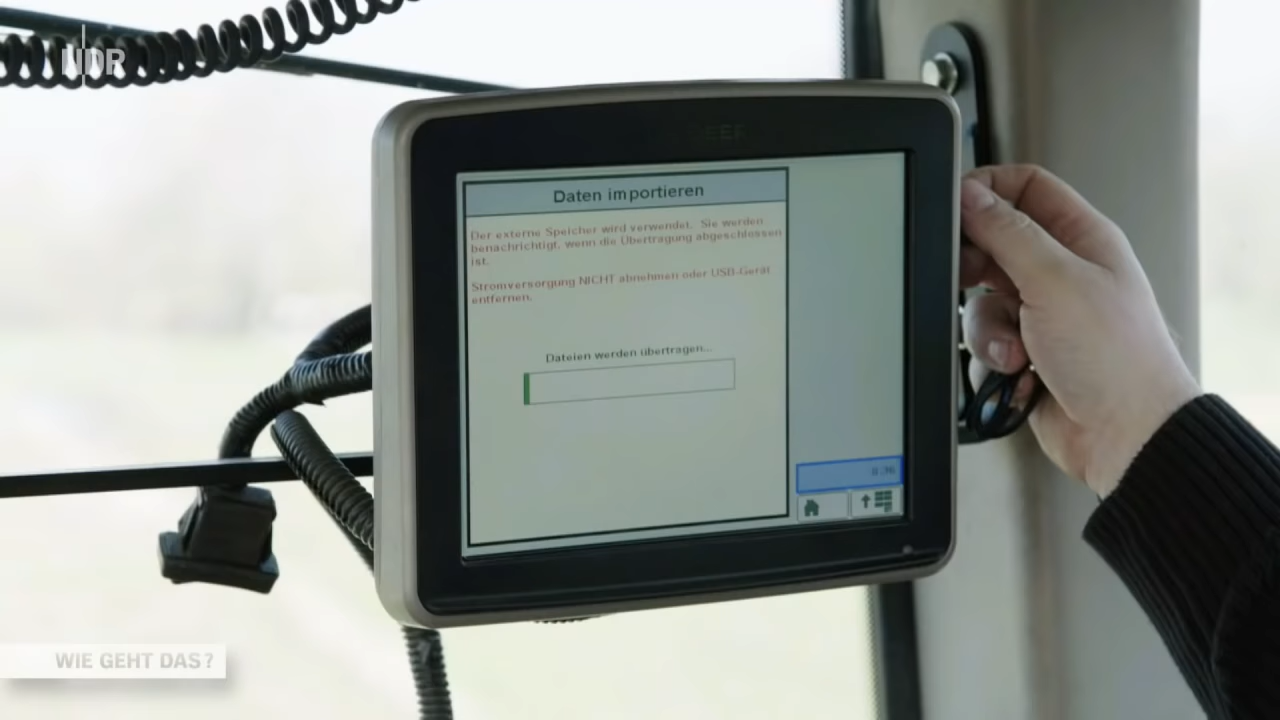 NDR
Daten importieren
Der externe Speicher wird verwendet. Sie werden
benachrichtigt, wenn die Übertragung abgeschlossen
ist.
Stromversorgung NICHT abnehmen oder USB-Gerät
entfernen.
Dateien werden übertragen...
WIE GEHT DAS?